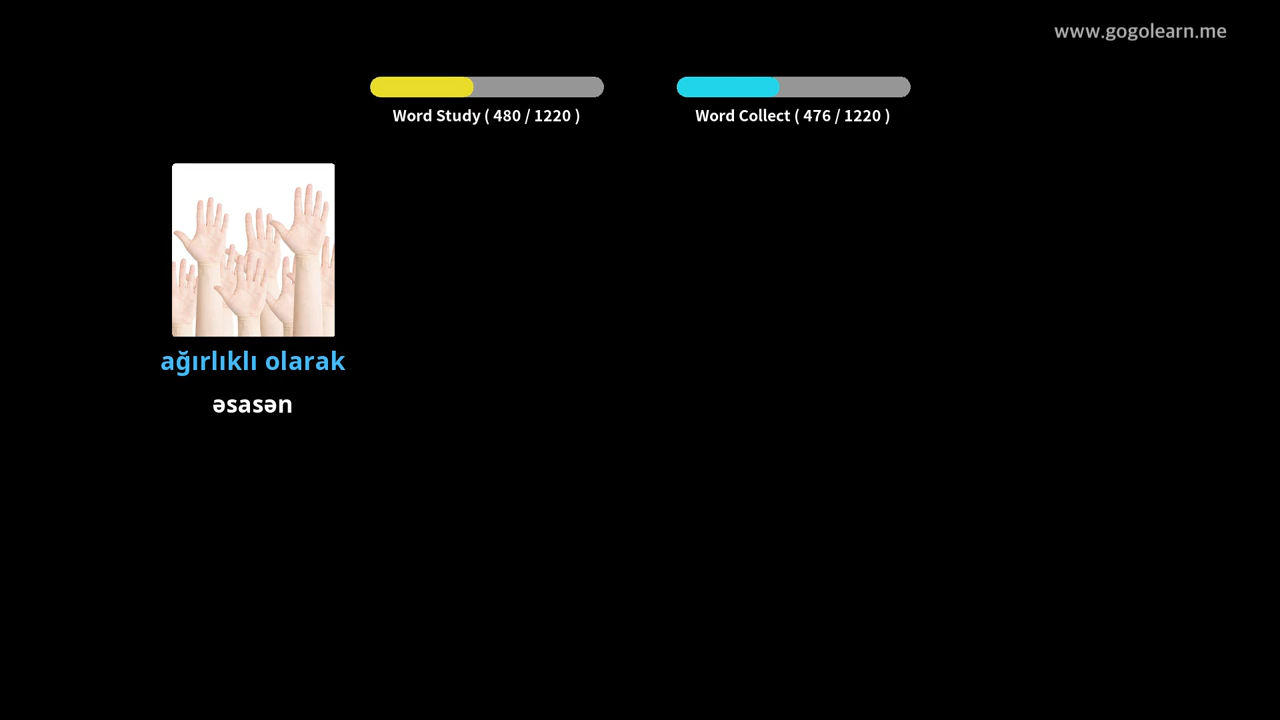 www.gogolearn.me
Word Study ( 480 / 1220 )
Word Collect ( 476 / 1220 )
ağırlıklı olarak
əsasən